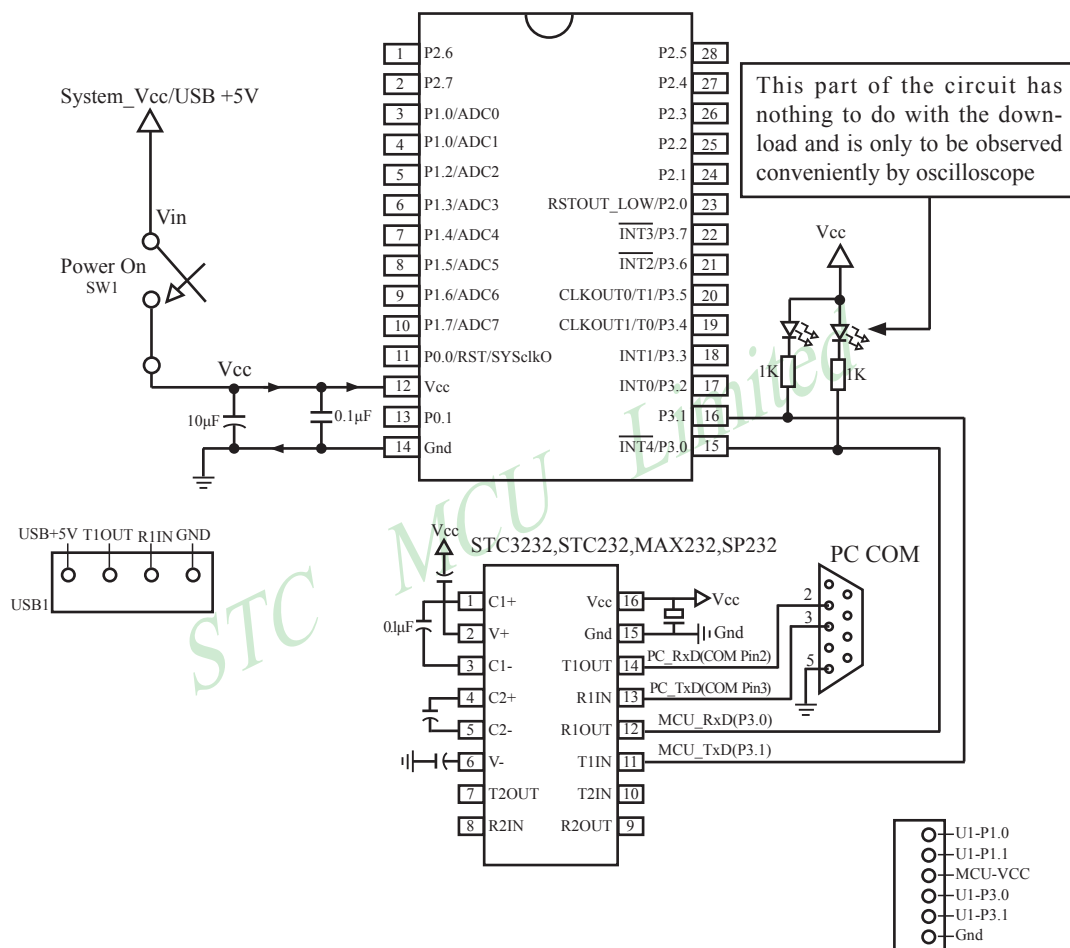 System_Vcc/USB +5V
Vin
Power On
SW1
Vcc
10μF
0.1μF
1 P2.6
2 P2.7
3 P1.0/ADC0
4 P1.0/ADC1
5 P1.2/ADC2
6 P1.3/ADC3
7 P1.4/ADC4
8 P1.5/ADC5
9 P1.6/ADC6
10 P1.7/ADC7
11 P0.0/RST/SYSclkO
12 Vcc
13 P0.1
14 Gnd
P2.5 28
P2.4 27
P2.3 26
P2.2 25
P2.1 24
RSTOUT_LOW/P2.0 23
INT3/P3.7 22
INT2/P3.6 21
CLKOUT0/T1/P3.5 20
CLKOUT1/T0/P3.4 19
INT1/P3.3 18
INT0/P3.2 17
P3.1 16
INT4/P3.0 15
This part of the circuit has
nothing to do with the down-
load and is only to be observed
conveniently by oscilloscope
Vcc
1K
1K
STC MCU Limited
USB+5V T1OUT R1IN GND
USB1
Vcc
STC3232,STC232,MAX232,SP232
0.1μF
1 C1+
2 V+
3 C1-
4 C2+
5 C2-
6 V-
7 T2OUT
8 R2IN
Vcc 16
Gnd 15
T1OUT 14
R1IN 13
R1OUT 12
T1IN 11
T2IN 10
R2OUT 9
Vcc
Gnd
PC_RxD(COM Pin2)
PC_TxD(COM Pin3)
MCU_RxD(P3.0)
MCU_TxD(P3.1)
PC COM
2
3
5
U1-P1.0
U1-P1.1
MCU-VCC
U1-P3.0
U1-P3.1
Gnd